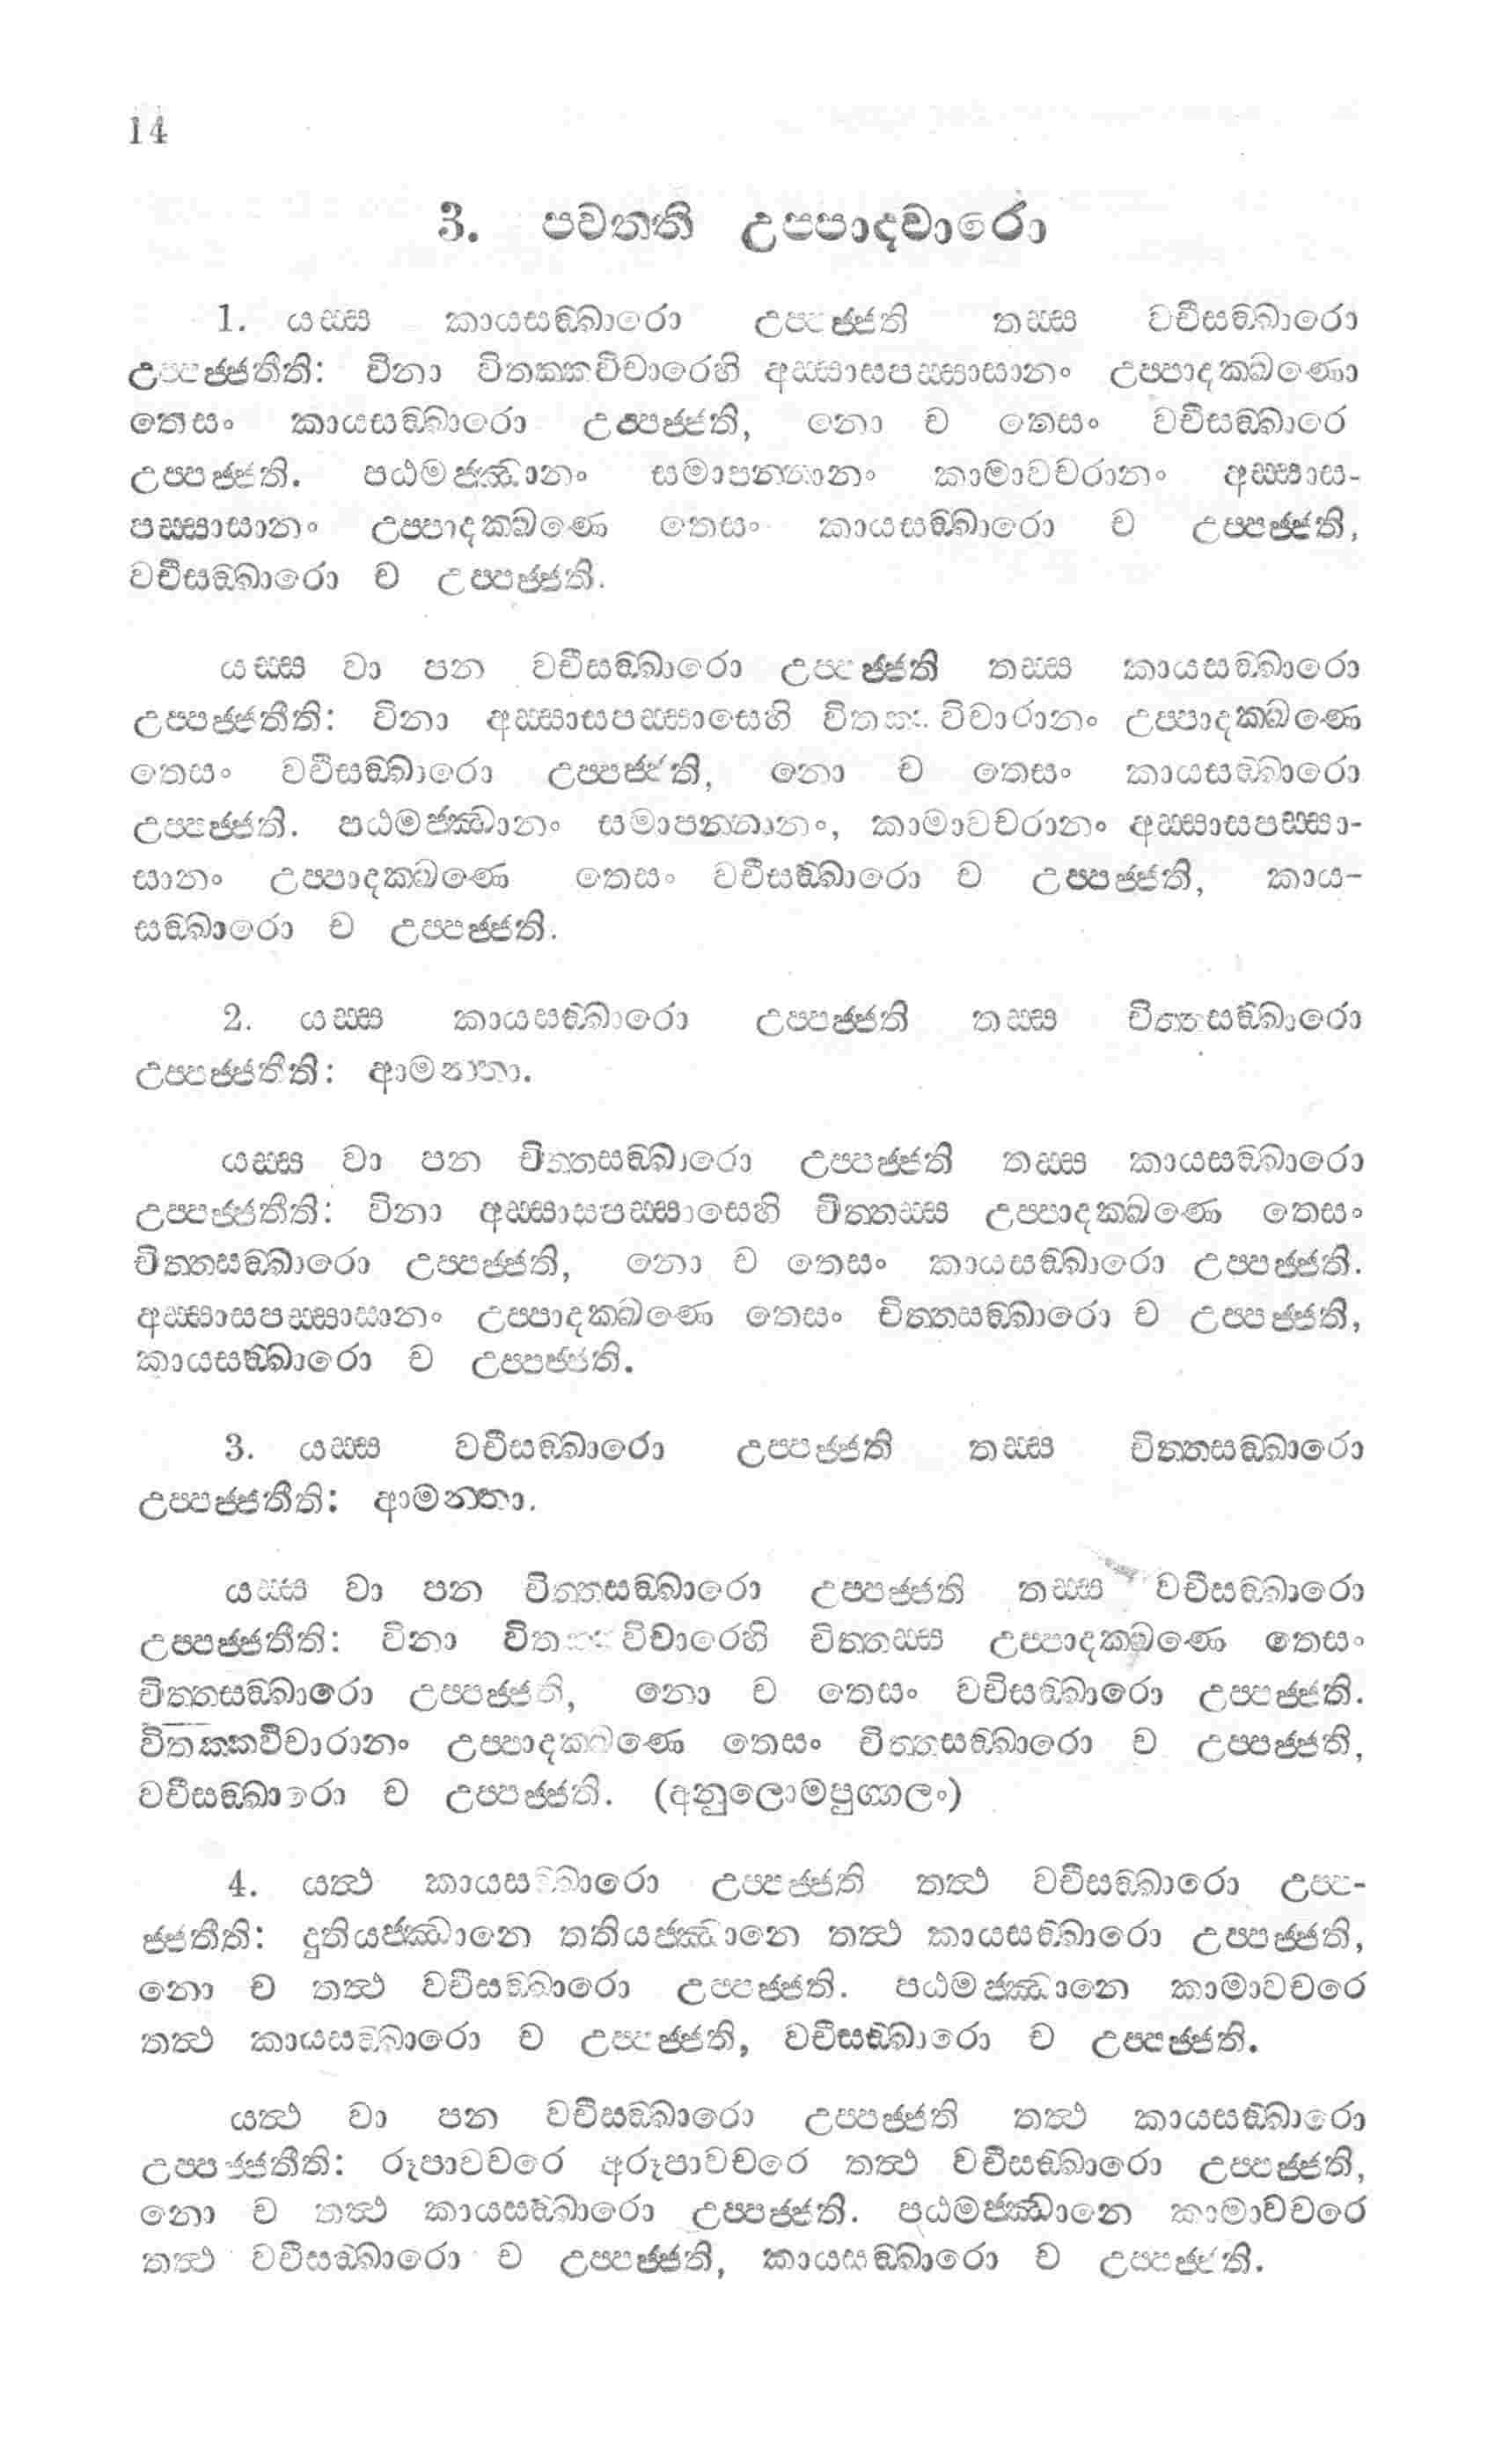 14
3. පවතති උපපාදවාරො
1. යස්ස කායසඞ්ඛාරො උප්පජ්ජති තස්ස වචීසඞ්ඛාරො
උප්පජ්ජතීති: විනා විතක්කවිචාරෙහි අස්සාසපස්සාසානං උප්පාදක්ඛණො
තෙසං කායසඞ්ඛාරො උප්පජ්ජති, නො ච තෙසං වචීසඞ්ඛාරෙ
උප්පජ්ජති. පඨමජ්ඣානං සමාපන්නානං කාමාවචරානං අස්සාස-
පස්සාසානං උප්පාදක්ඛණෙ තෙසං කායසඞ්ඛාරො ච උප්පජ්ජති,
වචීසඞ්ඛාරො ච උප්පජ්ජති.
යස්ස වා පන වචීසඞ්ඛාරො උප්පජ්ජති තස්ස කායසඞ්ඛාරො
උප්පජ්ජතීති: විනා අස්සාසපස්සාසෙහි විතක්කවිචාරානං උප්පාදක්ඛණෙ
තෙසං වචීසඞ්ඛාරො උප්පජ්ජති, නො ච තෙසං කායසඞ්ඛාරො
උප්පජ්ජති. පඨමජ්ඣානං සමාපන්නානං, කාමාවචරානං අස්සාසපස්සා-
සානං උප්පාදක්ඛණෙ තෙසං වචීසඞ්ඛාරො ච උප්පජ්ජති, කාය-
සඞ්ඛාරො ච උප්පජ්ජති.
2. යස්ස කායසඞ්ඛාරො උප්පජ්ජති තස්ස චිත්තසඞ්ඛාරො
උප්පජ්ජතීති: ආමන්තා.
යස්ස වා පන චිත්තසඞ්ඛාරො උප්පජ්ජති තස්ස කායසඞ්ඛාරො
උප්පජ්ජතීති: විනා අස්සාසපස්සාසෙහි චිත්තස්ස උප්පාදක්ඛණෙ තෙසං
චිත්තසඞ්ඛාරො උප්පජ්ජති, නො ච තෙසං කායසඞ්ඛාරො උප්පජ්ජති.
අස්සාසපස්සාසානං උප්පාදක්ඛණෙ තෙසං චිත්තසඞ්ඛාරො ච උප්පජ්ජති,
කායසඞ්ඛාරො ච උප්පජ්ජති.
3. යස්ස වචීසඞ්ඛාරො උප්පජ්ජති තස්ස චිත්තසඞ්ඛාරො
උප්පජ්ජතීති: ආමන්තා.
යස්ස වා පන චිත්තසඞ්ඛාරො උප්පජ්ජති තස්ස වචීසඞ්ඛාරො
උප්පජ්ජතීති: විනා විතක්කවිචාරෙහි චිත්තස්ස උප්පාදක්ඛණෙ තෙසං
චිත්තසඞ්ඛාරො උප්පජ්ජති, නො ච තෙසං වචිසඞ්ඛාරො උප්පජ්ජති.
විතක්කවිචාරානං උප්පාදක්ඛණෙ තෙසං චිත්තසඞ්ඛාරො ච උප්පජ්ජති,
වචීසඞ්ඛාරො ච උප්පජ්ජති. (අනුලොමපුග්ගලං)
4. යත්ථ කායසඞ්ඛාරො උප්පජ්ජති තත්ථ වචීසඞ්ඛාරො උප්ප-
ජ්ජතීති: දුතියජ්ඣානෙ තතියජ්ඣානෙ තත්ථ කායසඞ්ඛාරො උප්පජ්ජති,
නො ච තත්ථ වචීසඞ්ඛාරො උප්පජ්ජති. පඨමජ්ඣානෙ කාමාවචරෙ
තත්ථ කායසඞ්ඛාරො ච උප්පජ්ජති, වචීසඞ්ඛාරො ච උප්පජ්ජති.
යත්ථ වා පන වචීසඞ්ඛාරො උප්පජ්ජති තත්ථ කායසඞ්ඛාරො
උප්පජ්ජතීති: රූපාවචරෙ අරූපාවචරෙ තත්ථ වචීසඞ්ඛාරො උප්පජ්ජති,
නො ච තත්ථ කායසඞ්ඛාරො උප්පජ්ජති. පඨමජ්ඣානෙ කාමාවචරෙ
තත්ථ වචීසඞ්ඛාරො ච උප්පජ්ජති, කායසඞ්ඛාරො ච උප්පජ්ජති.